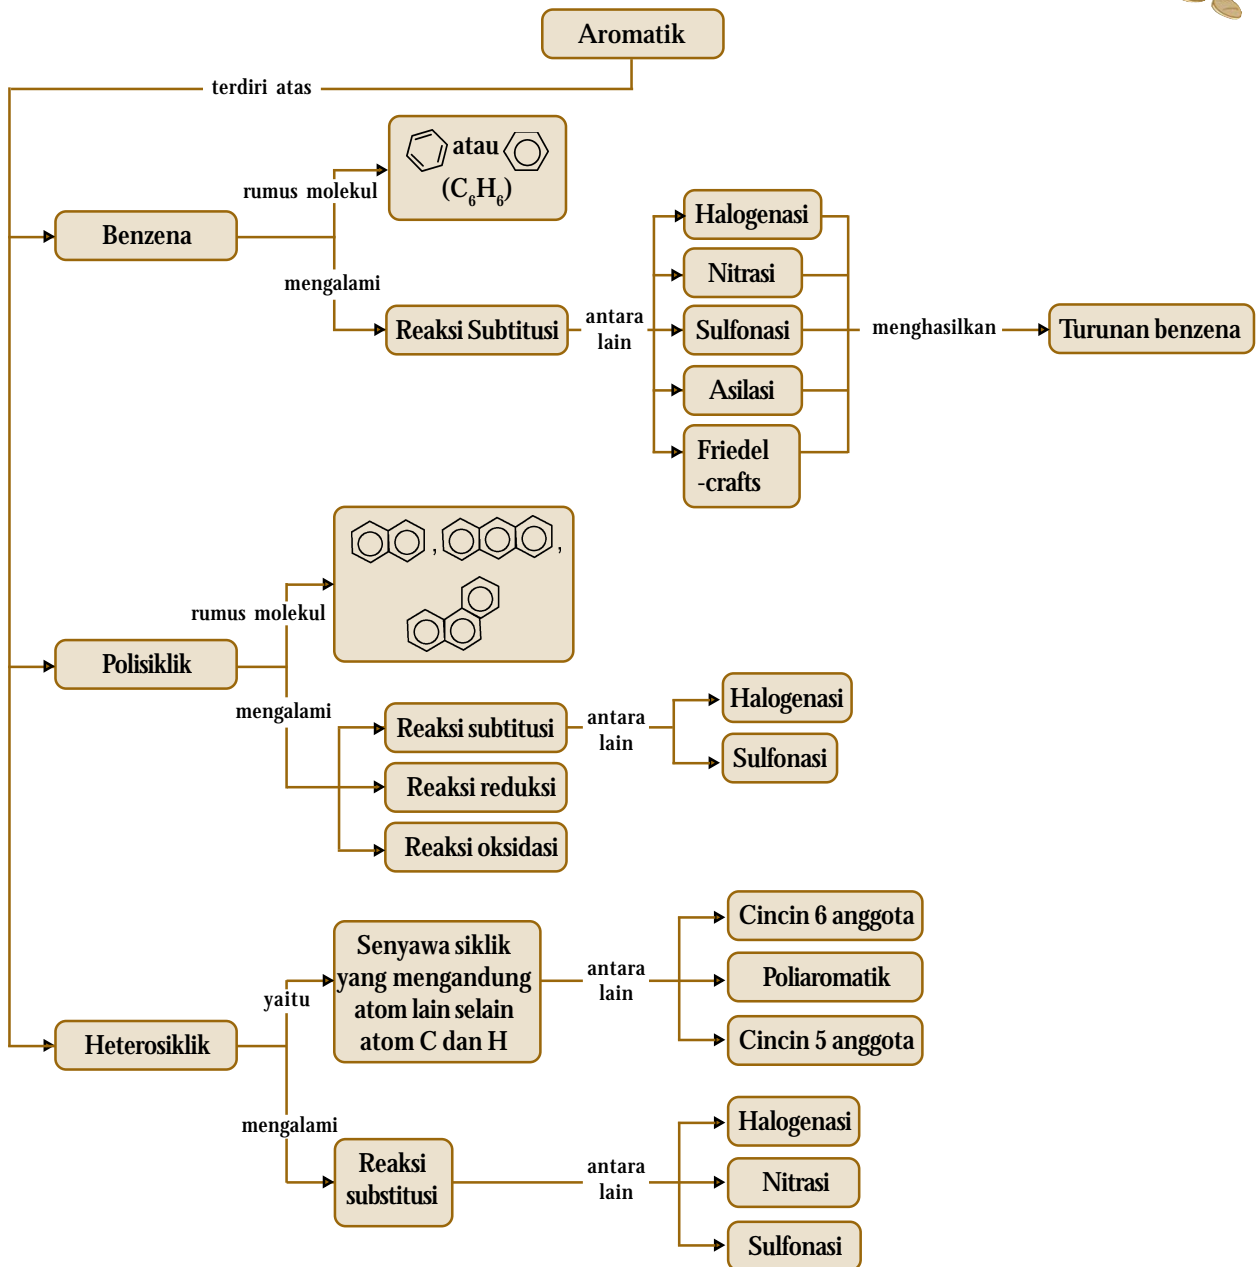 Aromatik
terdiri atas
Benzena
rumus molekul
atau
(C₆H₆)
mengalami
Reaksi Subtitusi
antara
lain
Halogenasi
Nitrasi
Sulfonasi
Asilasi
Friedel
-crafts
menghasilkan
Turunan benzena
Polisiklik
rumus molekul
, ,
mengalami
Reaksi subtitusi
antara
lain
Halogenasi
Sulfonasi
Reaksi reduksi
Reaksi oksidasi
Heterosiklik
yaitu
Senyawa siklik
yang mengandung
atom lain selain
atom C dan H
antara
lain
Cincin 6 anggota
Poliaromatik
Cincin 5 anggota
mengalami
Reaksi
substitusi
antara
lain
Halogenasi
Nitrasi
Sulfonasi